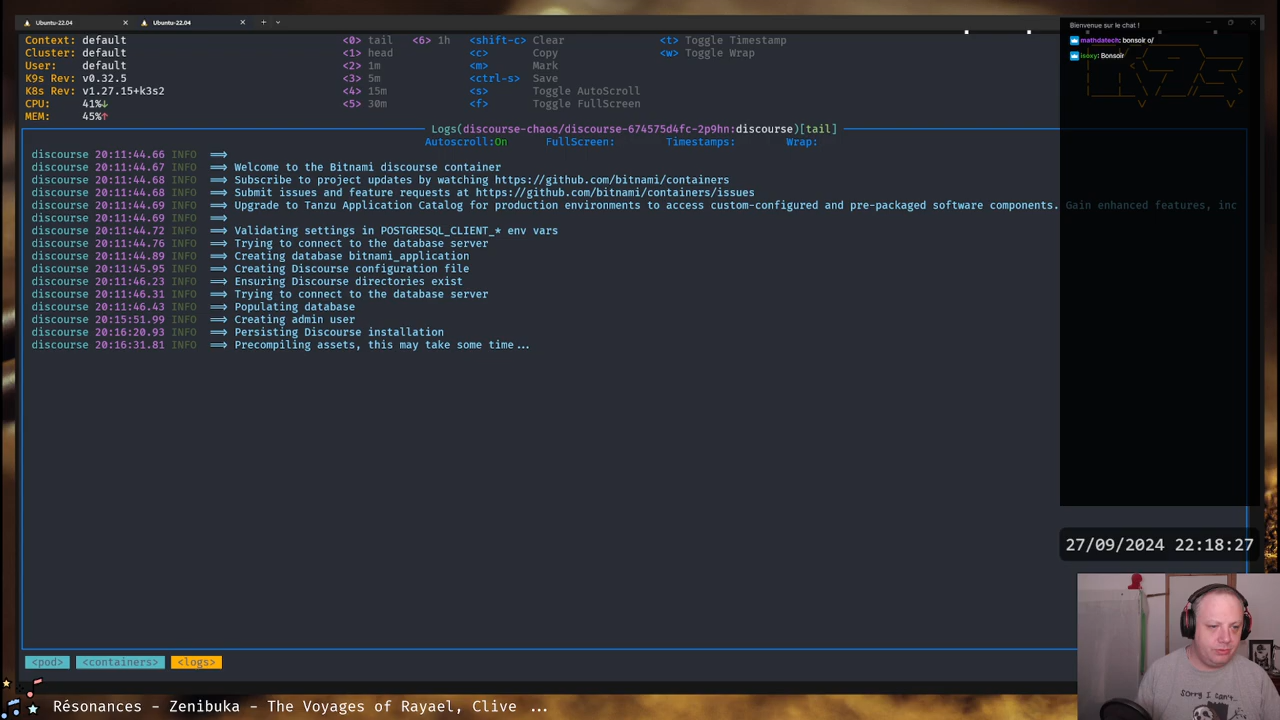 Ubuntu-22.04
Ubuntu-22.04
Context: default
Cluster: default
User: default
K9s Rev: v0.32.5
K8s Rev: v1.27.15+k3s2
CPU: 41%↓
MEM: 45%↑
<0> tail <6> 1h <shift-c> Clear <t> Toggle Timestamp
<1> head <c> Copy <w> Toggle Wrap
<2> 1m <m> Mark
<3> 5m <ctrl-s> Save
<4> 15m <s> Toggle AutoScroll
<5> 30m <f> Toggle FullScreen
Bienvenue sur le chat !
mathdatech: bonsoir o/
isoxy: Bonsoir
Logs(discourse-chaos/discourse-674575d4fc-2p9hn:discourse)[tail]
Autoscroll:On FullScreen: Timestamps: Wrap:
discourse 20:11:44.66 INFO ==>
discourse 20:11:44.67 INFO ==> Welcome to the Bitnami discourse container
discourse 20:11:44.68 INFO ==> Subscribe to project updates by watching https://github.com/bitnami/containers
discourse 20:11:44.68 INFO ==> Submit issues and feature requests at https://github.com/bitnami/containers/issues
discourse 20:11:44.69 INFO ==> Upgrade to Tanzu Application Catalog for production environments to access custom-configured and pre-packaged software components. Gain enhanced features, inc
discourse 20:11:44.69 INFO ==>
discourse 20:11:44.72 INFO ==> Validating settings in POSTGRESQL_CLIENT_* env vars
discourse 20:11:44.76 INFO ==> Trying to connect to the database server
discourse 20:11:44.89 INFO ==> Creating database bitnami_application
discourse 20:11:45.95 INFO ==> Creating Discourse configuration file
discourse 20:11:46.23 INFO ==> Ensuring Discourse directories exist
discourse 20:11:46.31 INFO ==> Trying to connect to the database server
discourse 20:11:46.43 INFO ==> Populating database
discourse 20:15:51.99 INFO ==> Creating admin user
discourse 20:16:20.93 INFO ==> Persisting Discourse installation
discourse 20:16:31.81 INFO ==> Precompiling assets, this may take some time...
27/09/2024 22:18:27
<pod> <containers> <logs>
SORRY I CAN'T...
Résonances - Zenibuka - The Voyages of Rayael, Clive ...